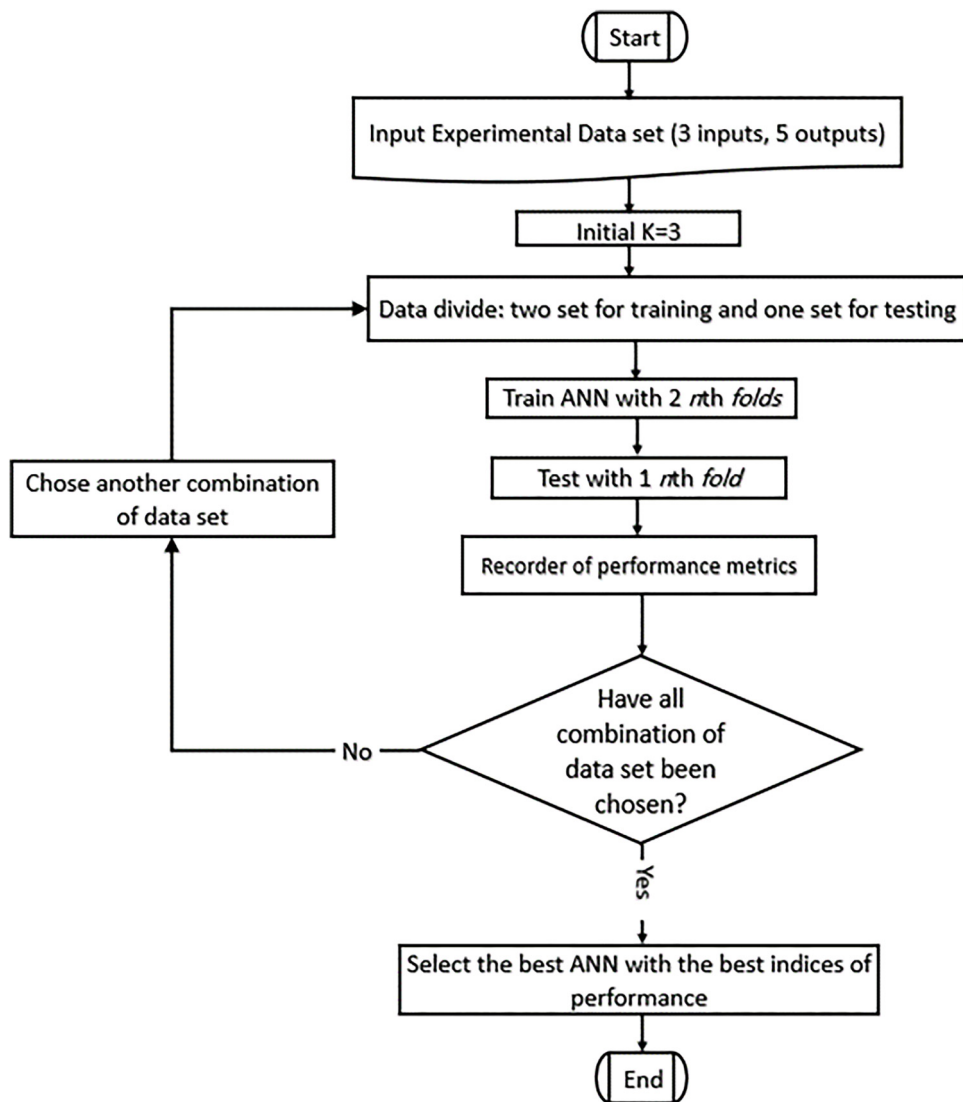 Start
Input Experimental Data set (3 inputs, 5 outputs)
Initial K=3
Data divide: two set for training and one set for testing
Train ANN with 2 nth folds
Test with 1 nth fold
Chose another combination
of data set
Recorder of performance metrics
Have all
combination of
data set been
chosen?
No
Yes
Select the best ANN with the best indices of
performance
End